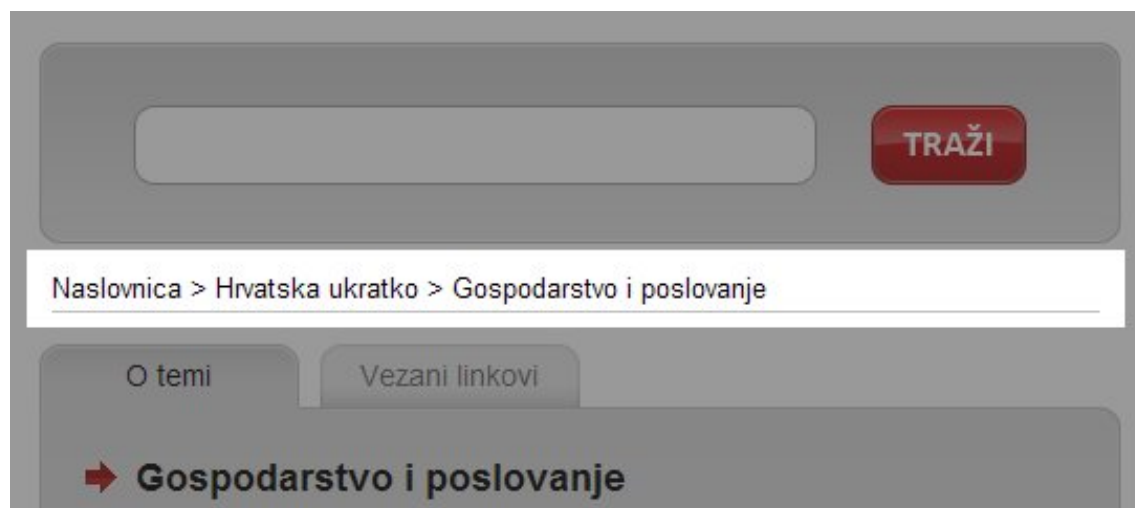 TRAŽI
Naslovnica > Hrvatska ukratko > Gospodarstvo i poslovanje
O temi
Vezani linkovi
Gospodarstvo i poslovanje